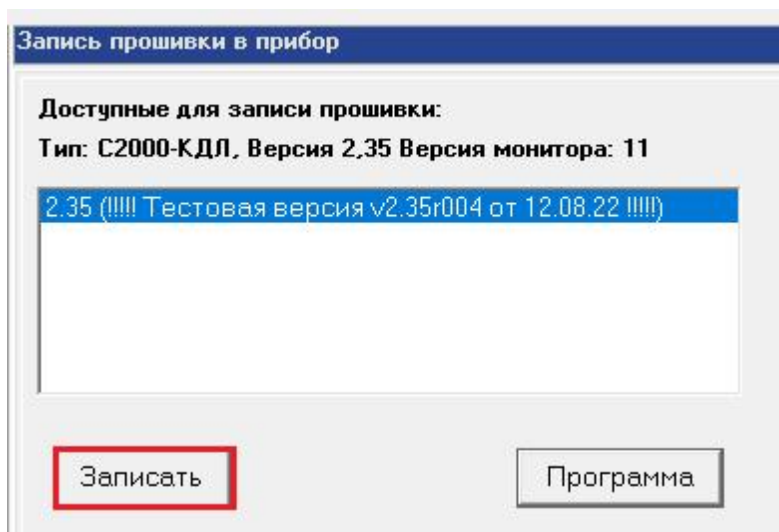 Запись прошивки в прибор
Доступные для записи прошивки:
Тип: С2000-КДЛ, Версия 2,35 Версия монитора: 11
2.35 (!!!!! Тестовая версия v2.35r004 от 12.08.22 !!!!!)
Записать
Программа